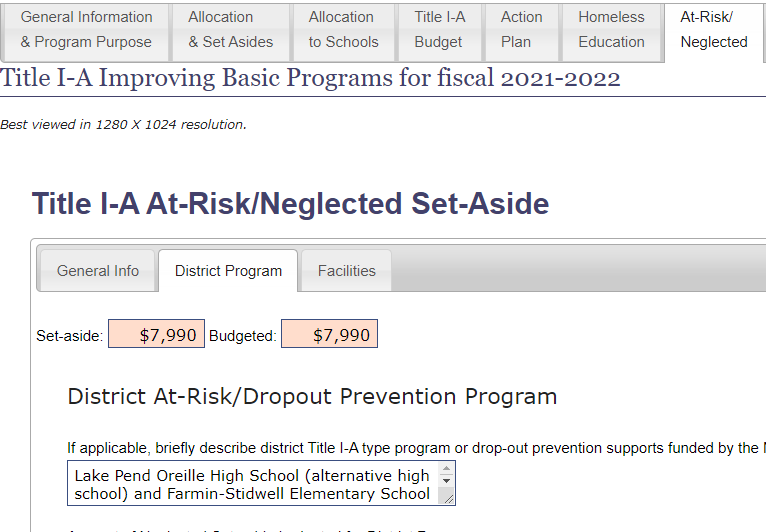 General Information & Program Purpose
Allocation & Set Asides
Allocation to Schools
Title I-A Budget
Action Plan
Homeless Education
At-Risk/ Neglected
Title I-A Improving Basic Programs for fiscal 2021-2022
Best viewed in 1280 X 1024 resolution.
Title I-A At-Risk/Neglected Set-Aside
General Info District Program Facilities
Set-aside: $7,990 Budgeted: $7,990
District At-Risk/Dropout Prevention Program
If applicable, briefly describe district Title I-A type program or drop-out prevention supports funded by the
Lake Pend Oreille High School (alternative high
school) and Farmin-Stidwell Elementary School